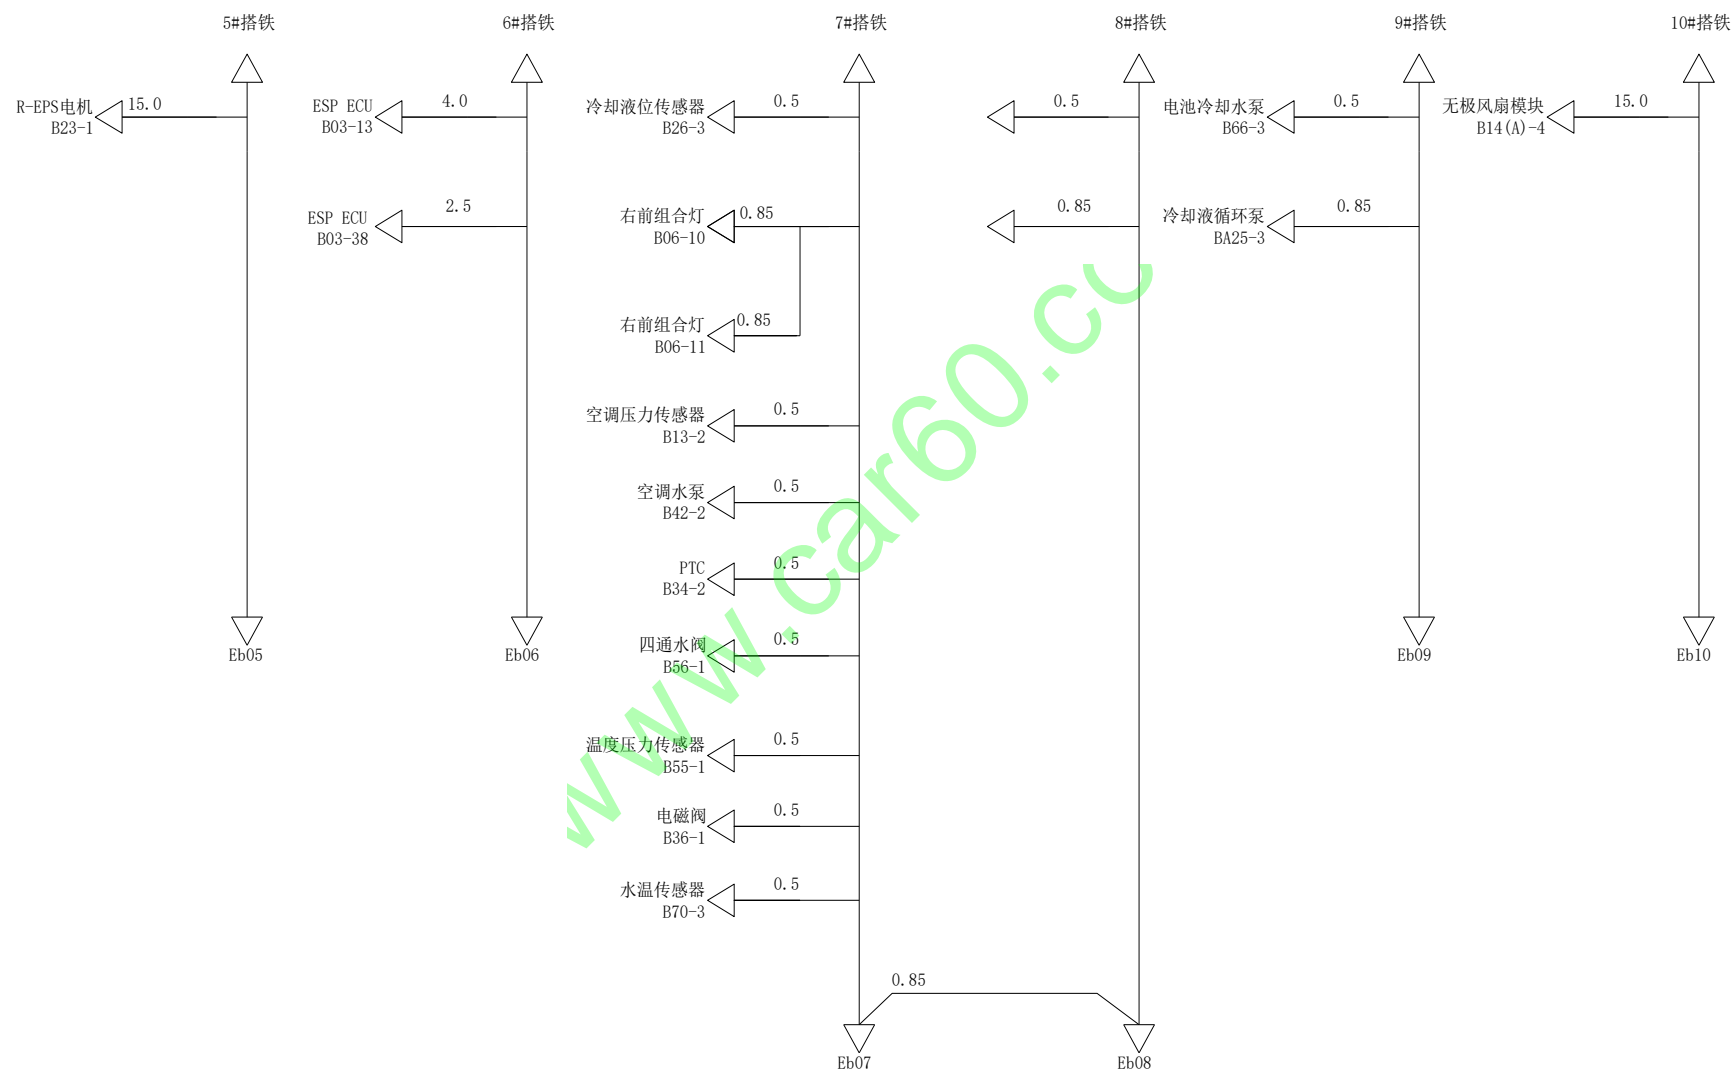 5#搭铁
6#搭铁
7#搭铁
8#搭铁
9#搭铁
10#搭铁
R-EPS电机
B23-1
15.0
Eb05
ESP ECU
B03-13
4.0
ESP ECU
B03-38
2.5
Eb06
冷却液位传感器
B26-3
0.5
右前组合灯
B06-10
0.85
右前组合灯
B06-11
0.85
空调压力传感器
B13-2
0.5
空调水泵
B42-2
0.5
PTC
B34-2
0.5
四通水阀
B56-1
0.5
温度压力传感器
B55-1
0.5
电磁阀
B36-1
0.5
水温传感器
B70-3
0.5
0.85
Eb07
0.5
0.85
Eb08
电池冷却水泵
B66-3
0.5
冷却液循环泵
BA25-3
0.85
Eb09
无极风扇模块
B14(A)-4
15.0
Eb10
www.car60.co